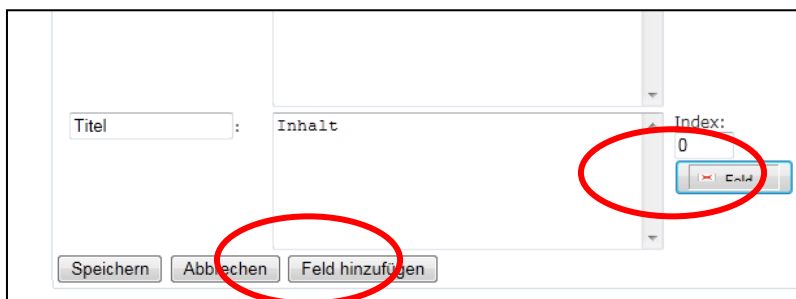 Titel : Inhalt Index:
0
Feld
Speichern Abbrechen Feld hinzufügen